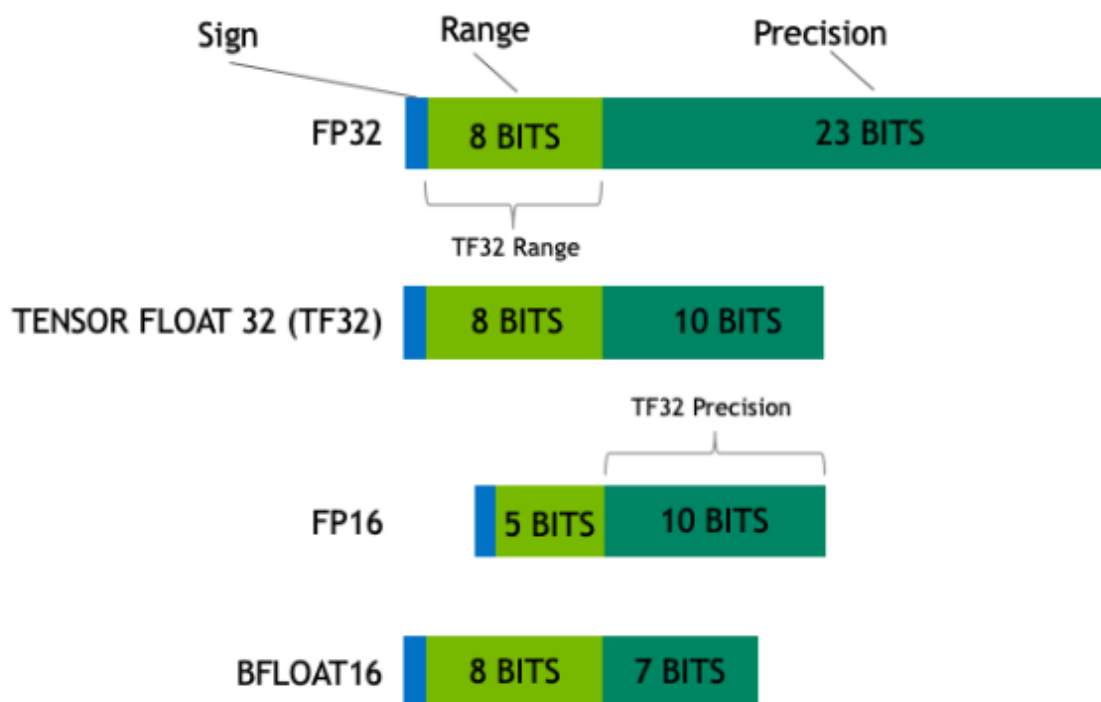 Sign
Range
Precision
FP32
8 BITS
23 BITS
TF32 Range
TENSOR FLOAT 32 (TF32)
8 BITS
10 BITS
TF32 Precision
FP16
5 BITS
10 BITS
BFLOAT16
8 BITS
7 BITS